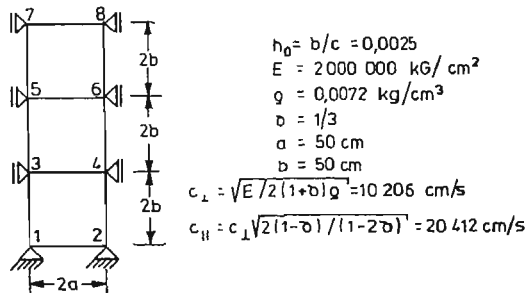 7 8
5 6
3 4
1 2
2b
2b
2b
2a
h₀= b/c = 0,0025
E = 2000 000 kG/cm²
ϱ = 0,0072 kg/cm³
ʋ = 1/3
a = 50 cm
b = 50 cm
c⊥ = √E/2(1+ʋ)ϱ = 10 206 cm/s
c∥ = c⊥√2(1-ʋ)/(1-2ʋ) = 20 412 cm/s